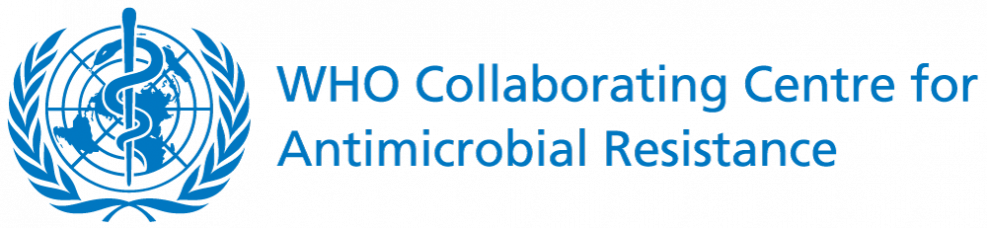 WHO Collaborating Centre for
Antimicrobial Resistance